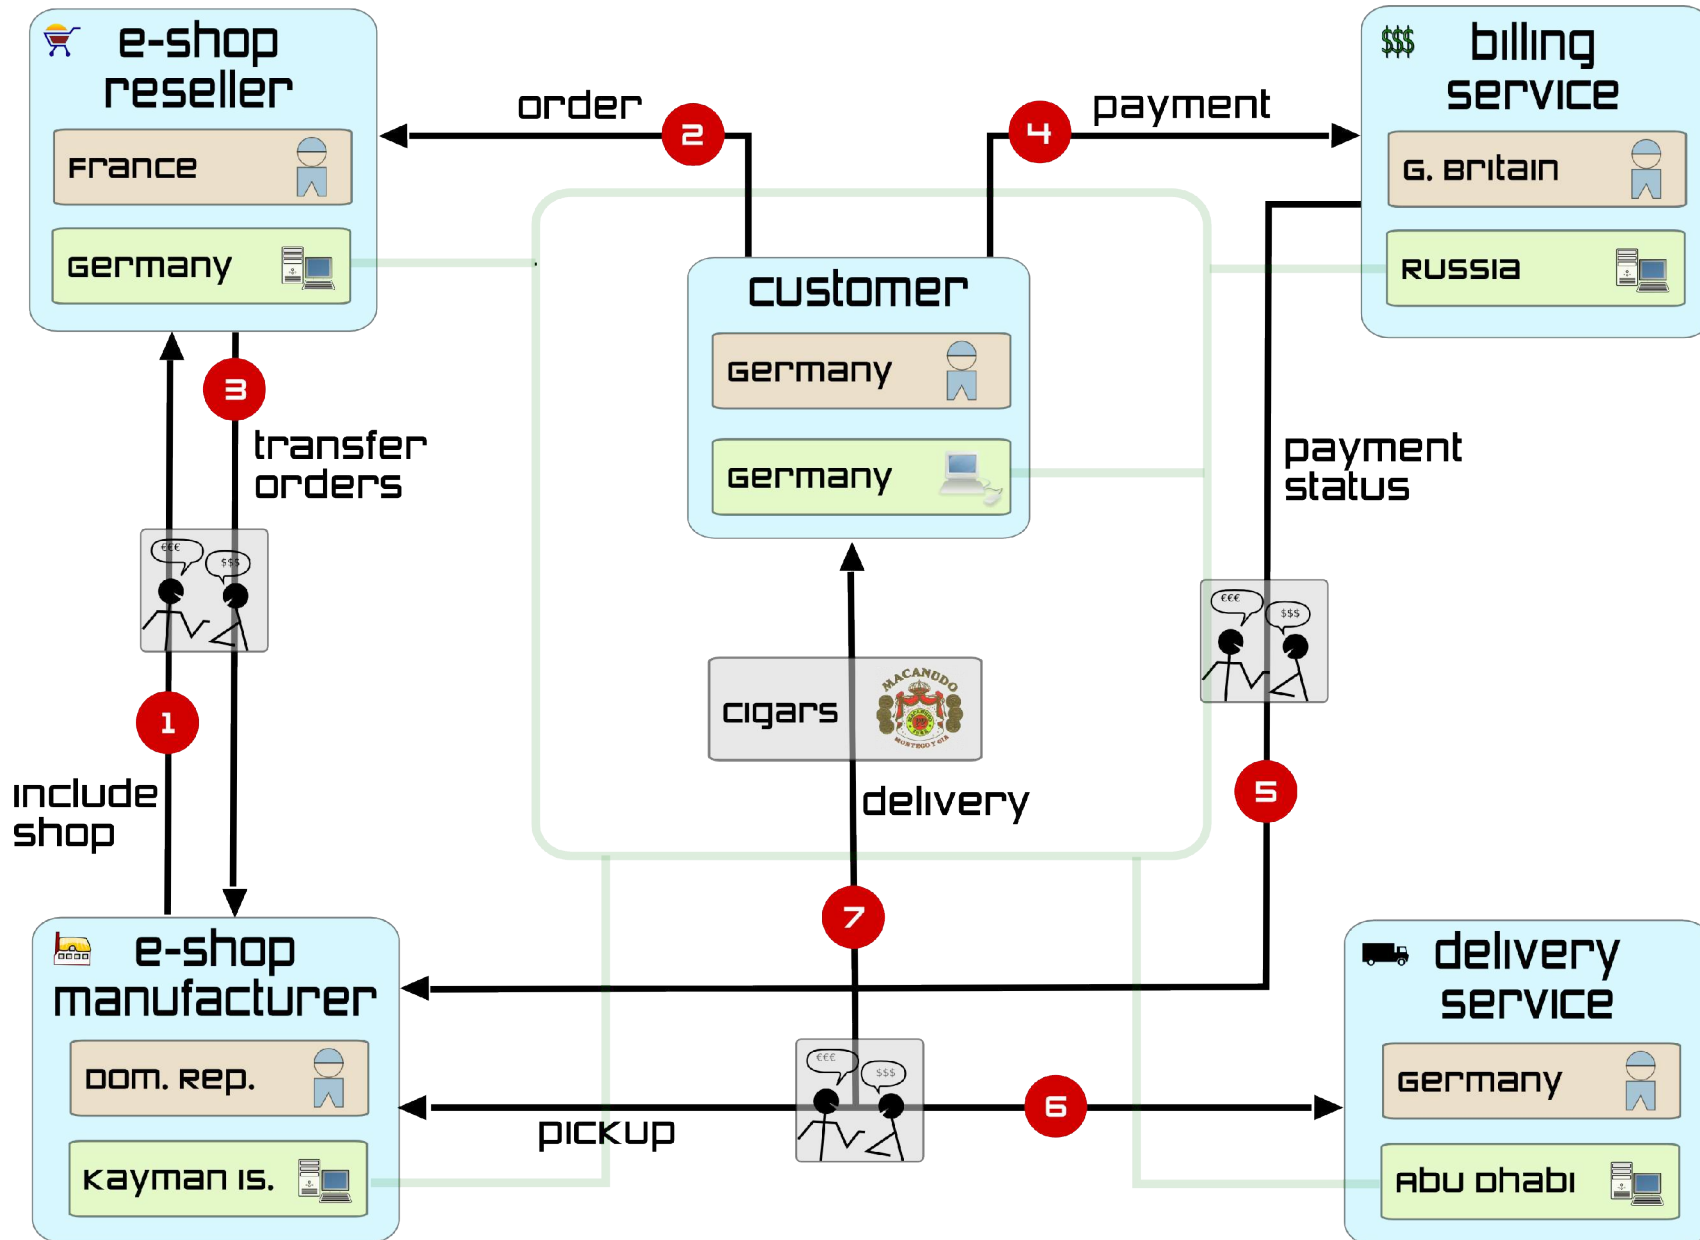 e-shop
reseller
France
Germany
$$$
billing
service
G. Britain
Russia
order
2
4
payment
customer
Germany
Germany
3
transfer
orders
payment
status
€€€
$$$
€€€
$$$
1
include
shop
cigars
MACANUDO
MONTEGO Y CIA
delivery
5
7
e-shop
manufacturer
Dom. Rep.
Kayman Is.
delivery
service
Germany
Abu Dhabi
€€€
$$$
6
pickup